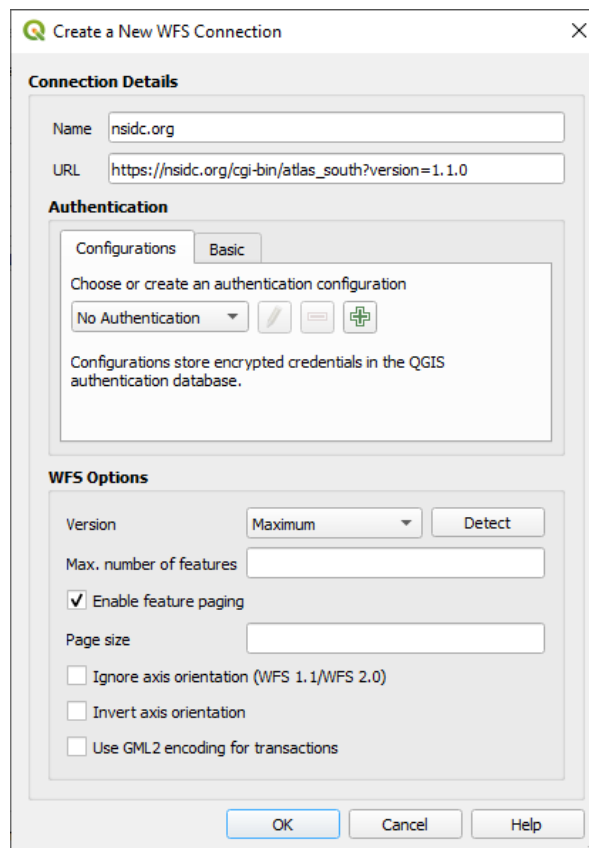 Create a New WFS Connection
Connection Details
Name nsidc.org
URL https://nsidc.org/cgi-bin/atlas_south?version=1.1.0
Authentication
Configurations Basic
Choose or create an authentication configuration
No Authentication
Configurations store encrypted credentials in the QGIS
authentication database.
WFS Options
Version Maximum Detect
Max. number of features
Enable feature paging
Page size
Ignore axis orientation (WFS 1.1/WFS 2.0)
Invert axis orientation
Use GML2 encoding for transactions
OK Cancel Help